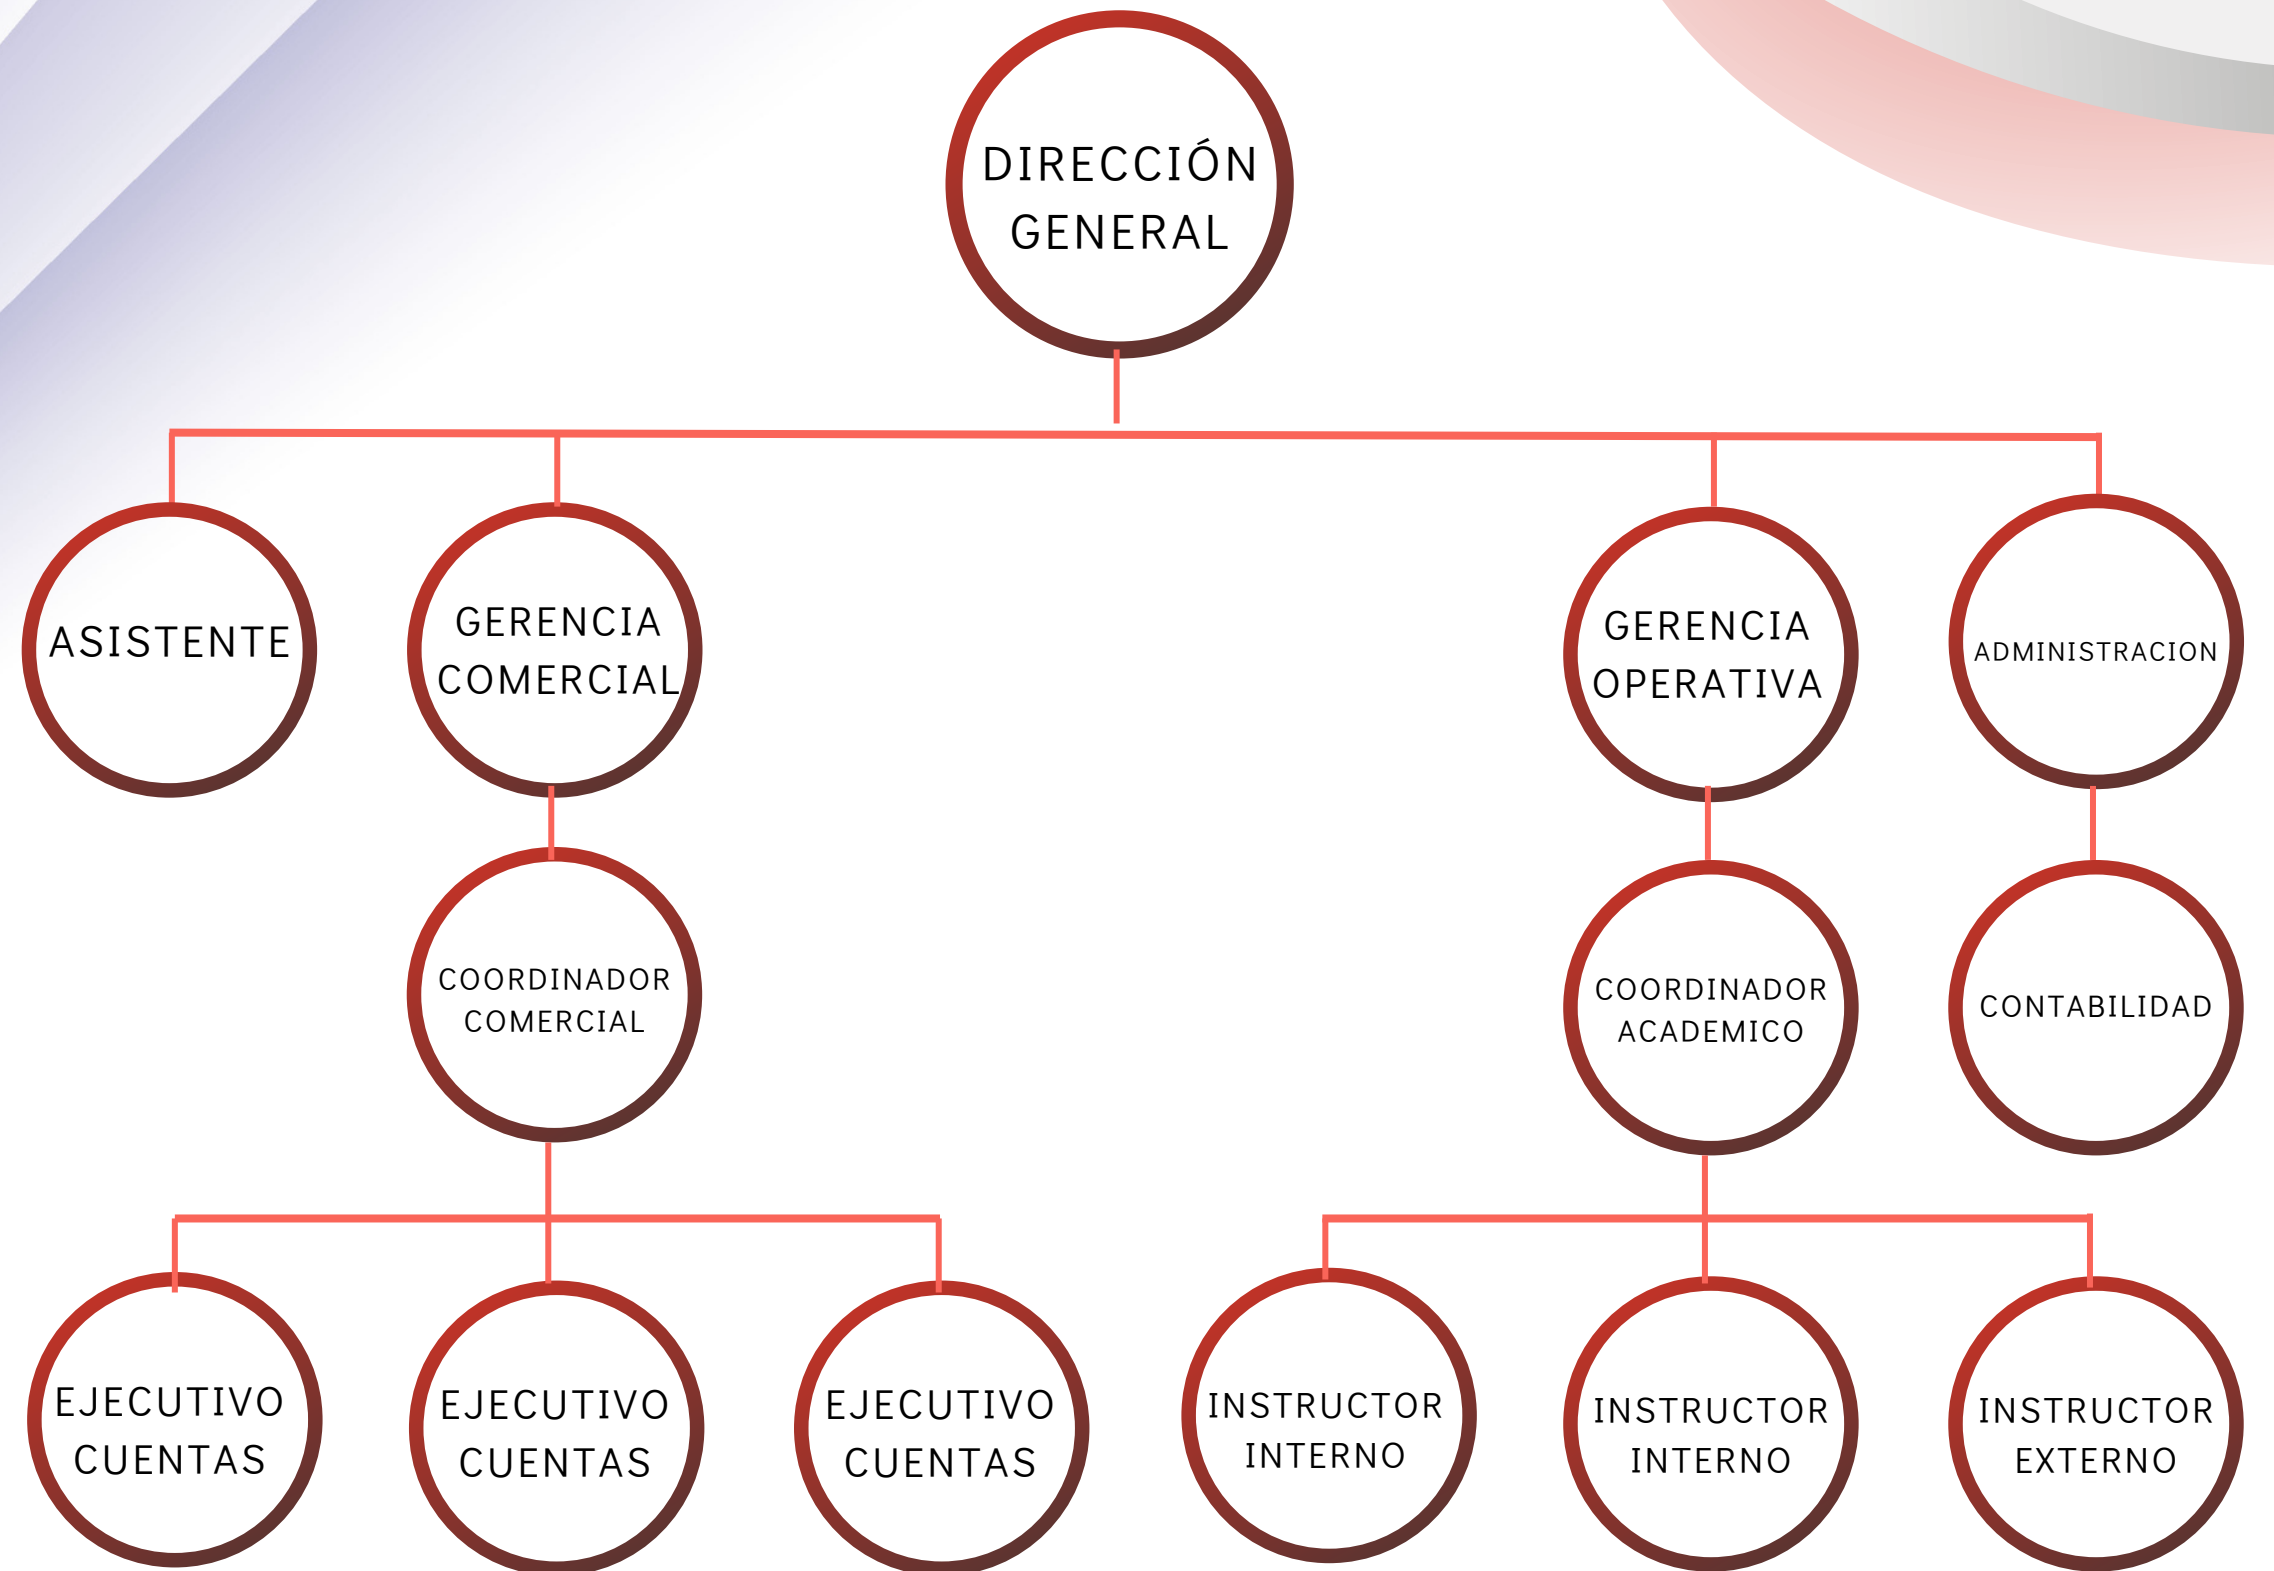 DIRECCIÓN
GENERAL
ASISTENTE
GERENCIA
COMERCIAL
GERENCIA
OPERATIVA
ADMINISTRACION
COORDINADOR
COMERCIAL
COORDINADOR
ACADEMICO
CONTABILIDAD
EJECUTIVO
CUENTAS
EJECUTIVO
CUENTAS
EJECUTIVO
CUENTAS
INSTRUCTOR
INTERNO
INSTRUCTOR
INTERNO
INSTRUCTOR
EXTERNO